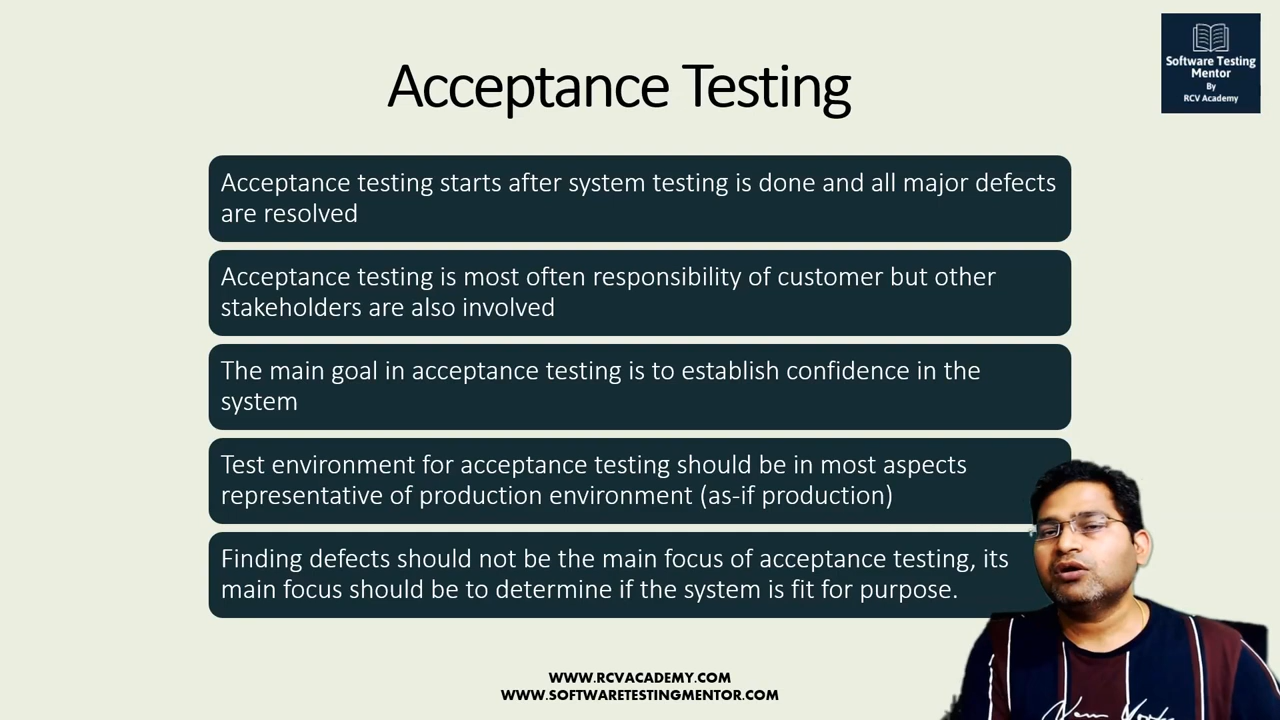 Software Testing
Mentor
By
RCV Academy
Acceptance Testing
Acceptance testing starts after system testing is done and all major defects
are resolved
Acceptance testing is most often responsibility of customer but other
stakeholders are also involved
The main goal in acceptance testing is to establish confidence in the
system
Test environment for acceptance testing should be in most aspects
representative of production environment (as-if production)
Finding defects should not be the main focus of acceptance testing, its
main focus should be to determine if the system is fit for purpose.
WWW.RCVACADEMY.COM
WWW.SOFTWARETESTINGMENTOR.COM